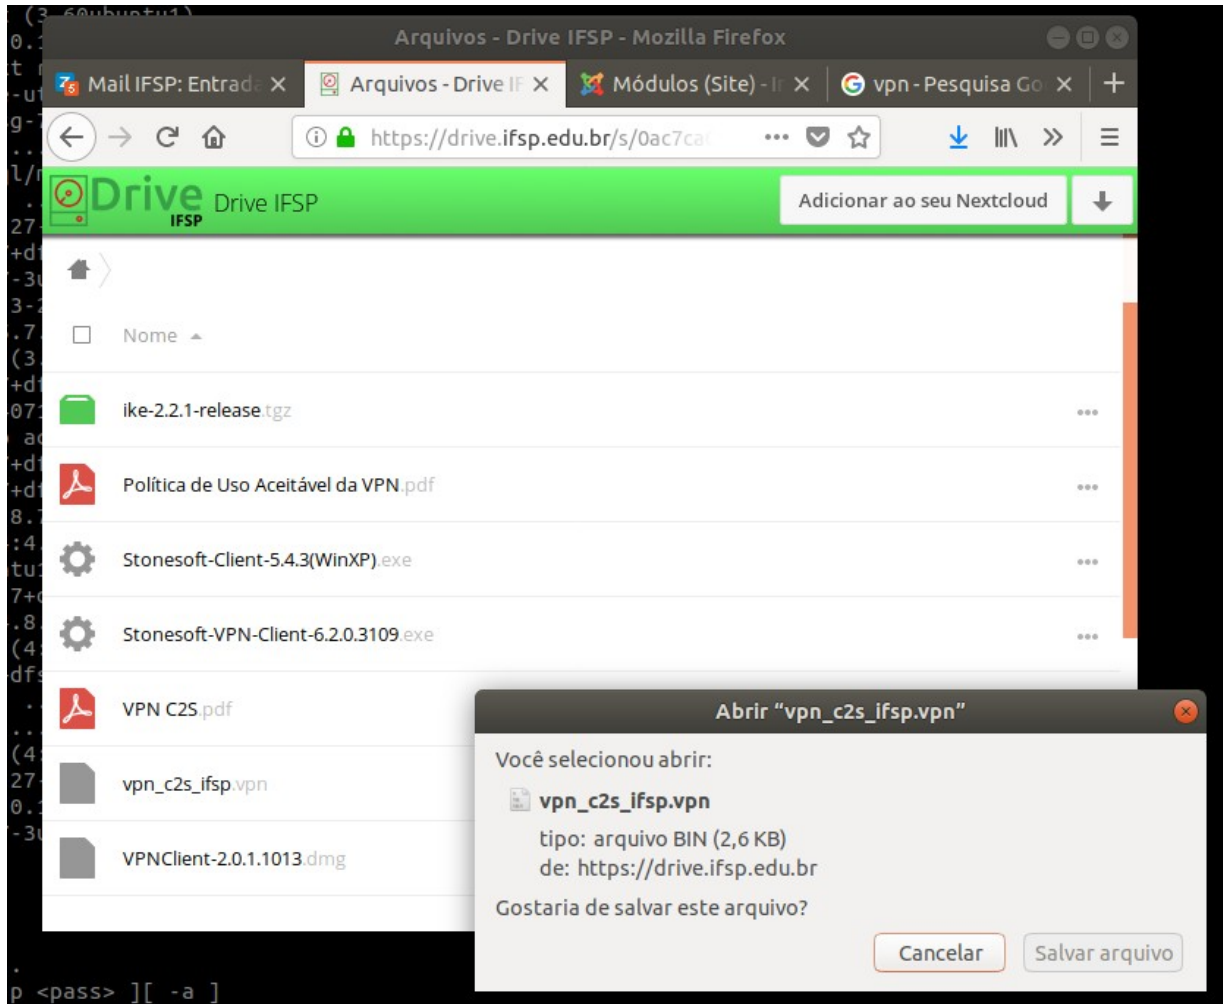 (3.60ubuntu1)
Arquivos - Drive IFSP - Mozilla Firefox
Mail IFSP: Entrada
Arquivos - Drive IF
Módulos (Site) - In
vpn - Pesquisa Go
https://drive.ifsp.edu.br/s/0ac7ca
Drive IFSP
Drive IFSP
Adicionar ao seu Nextcloud
Nome
ike-2.2.1-release.tgz
Política de Uso Aceitável da VPN.pdf
Stonesoft-Client-5.4.3(WinXP).exe
Stonesoft-VPN-Client-6.2.0.3109.exe
VPN C2S.pdf
vpn_c2s_ifsp.vpn
VPNClient-2.0.1.1013.dmg
Abrir “vpn_c2s_ifsp.vpn”
Você selecionou abrir:
vpn_c2s_ifsp.vpn
tipo: arquivo BIN (2,6 KB)
de: https://drive.ifsp.edu.br
Gostaria de salvar este arquivo?
Cancelar
Salvar arquivo
p <pass> ][ -a ]